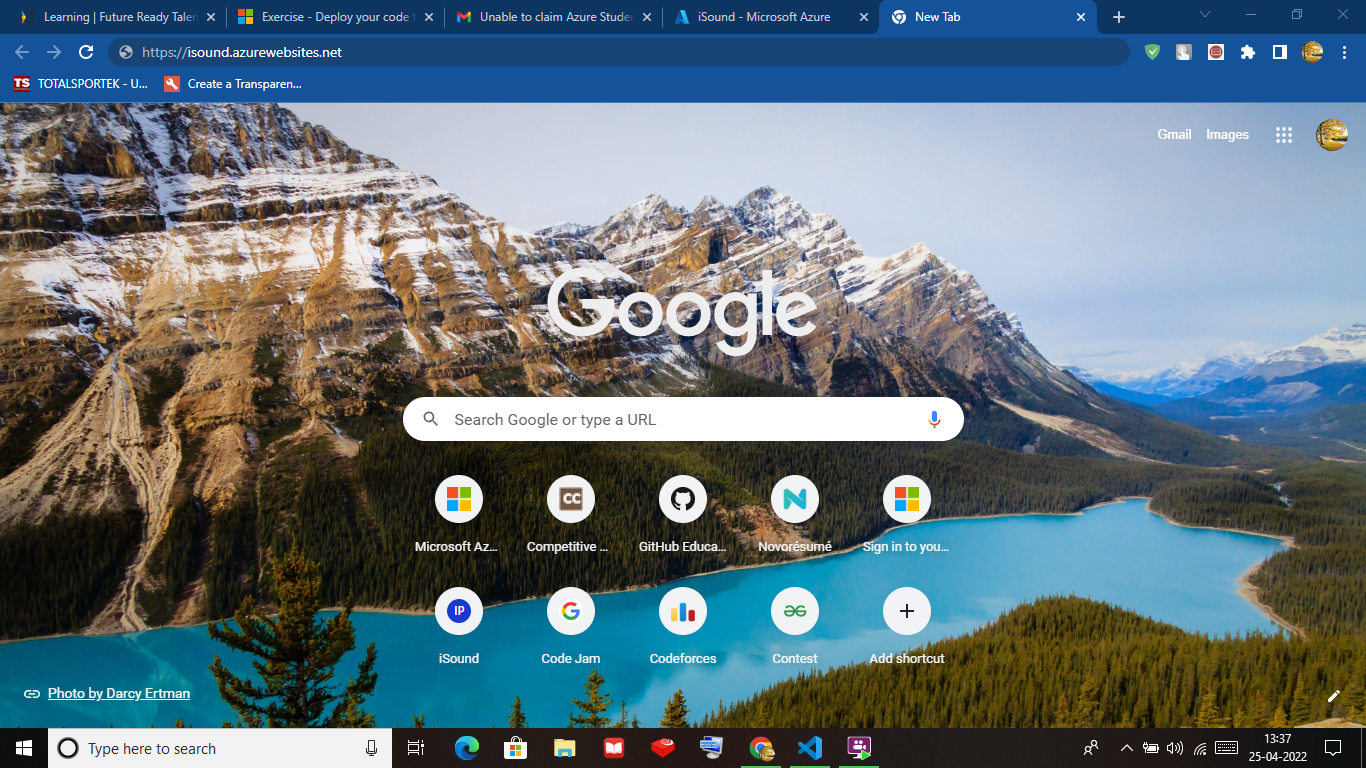 Learning | Future Ready Talen
Exercise - Deploy your code t
Unable to claim Azure Studen
iSound - Microsoft Azure
New Tab
https://isound.azurewebsites.net
TS TOTALSPORTEK - U...
Create a Transparen...
Gmail Images
Google
Search Google or type a URL
Microsoft Az...
CC
Competitive ...
GitHub Educa...
Novorésumé
Sign in to you...
IP
iSound
Code Jam
Codeforces
Contest
Add shortcut
Photo by Darcy Ertman
Type here to search
13:37
25-04-2022